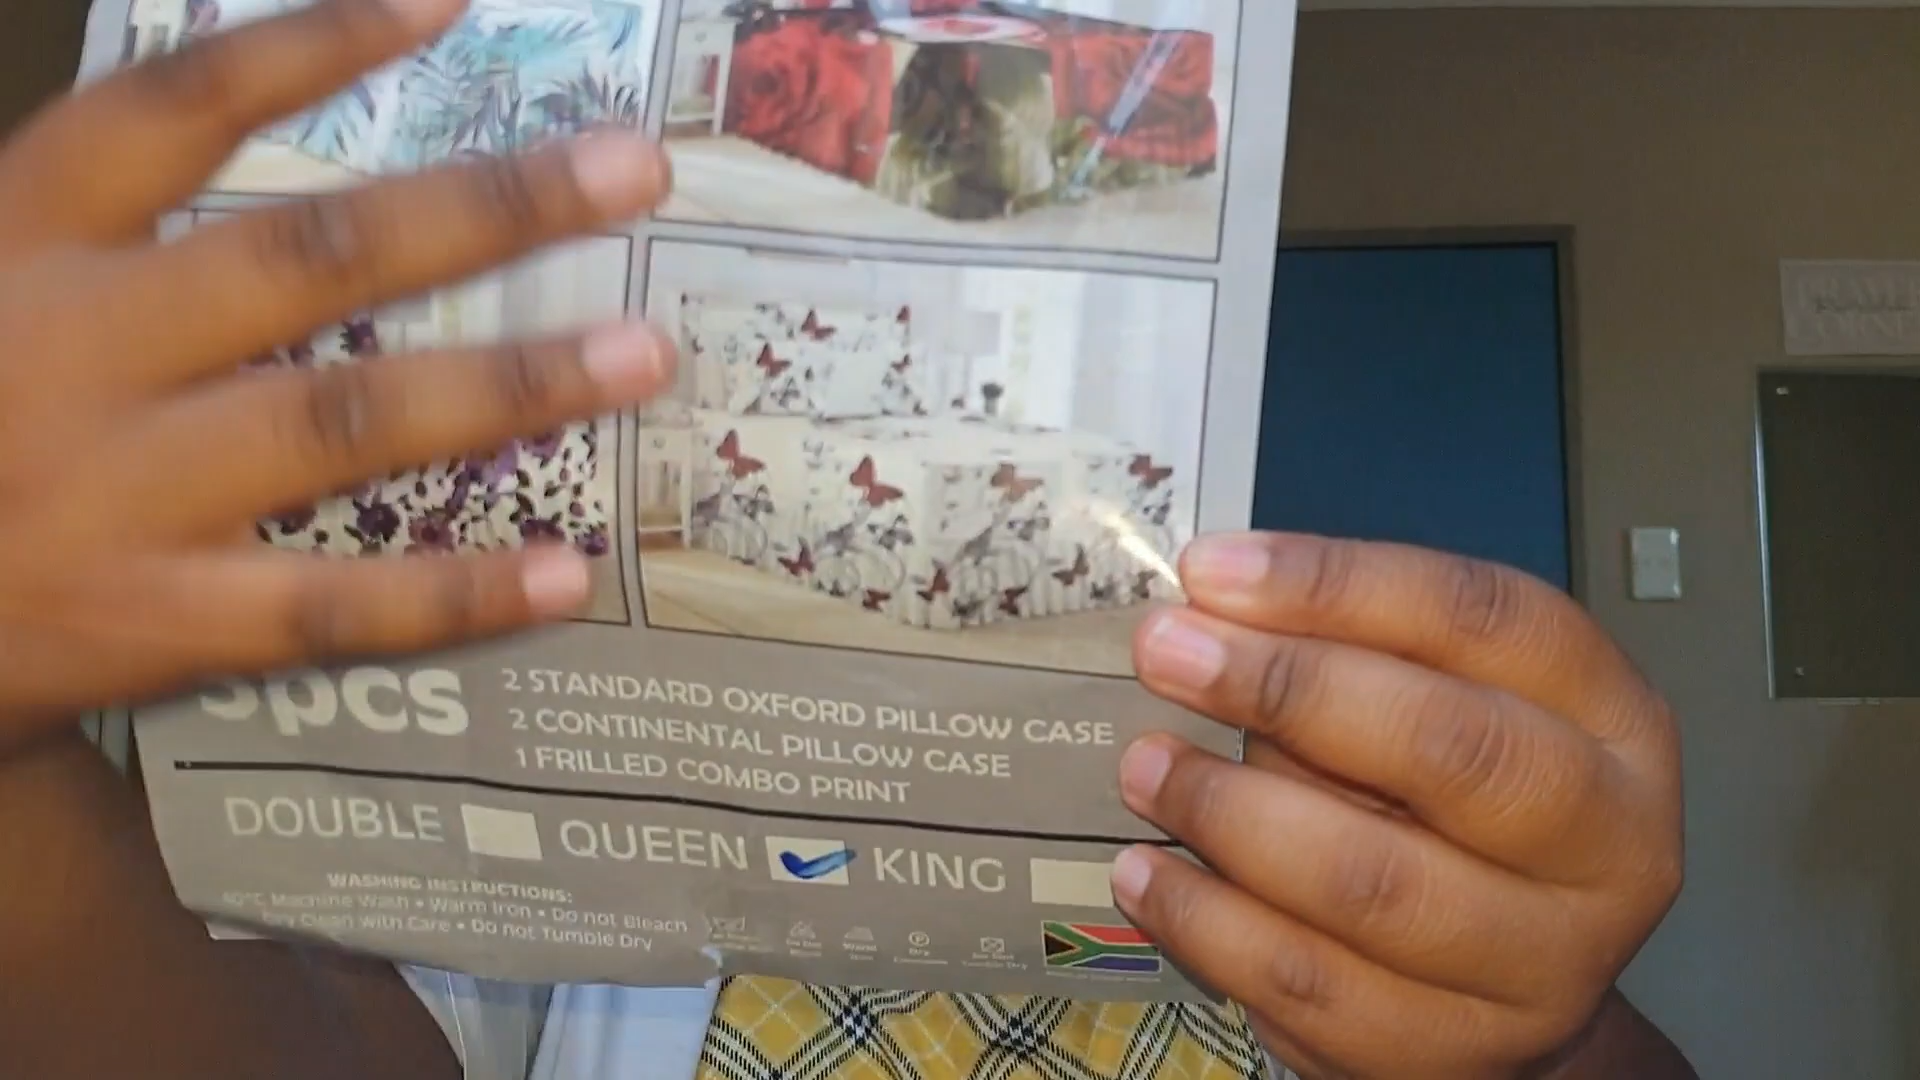 5pcs
2 STANDARD OXFORD PILLOW CASE
2 CONTINENTAL PILLOW CASE
1 FRILLED COMBO PRINT
DOUBLE QUEEN KING
WASHING INSTRUCTIONS:
40°C Machine Wash • Warm Iron • Do not Bleach
Dry Clean with Care • Do not Tumble Dry